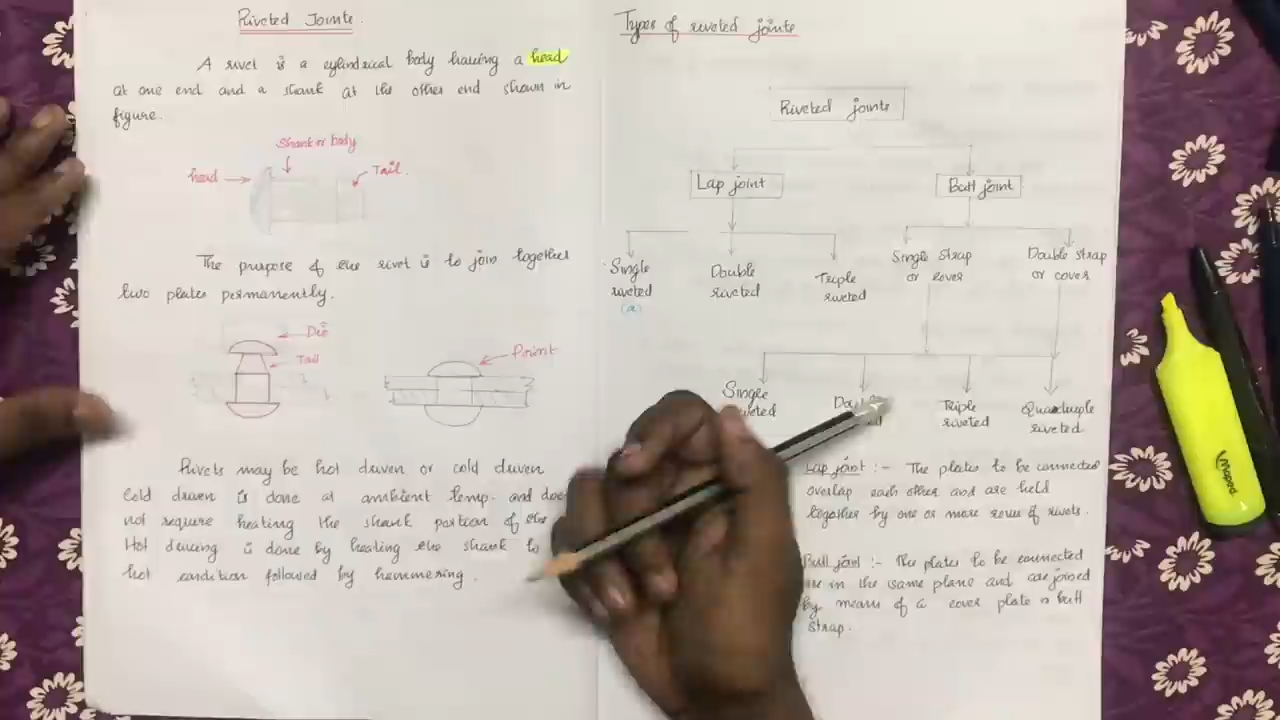 Riveted Joints.
A rivet is a cylindrical body having a head
at one end and a shank at the other end shown in
figure.
Shank or body
head
Tail.
The purpose of the rivet is to join together
two plates permanently.
Die
Tail
Point
Rivets may be hot driven or cold driven
Cold driven is done at ambient temp. and does
not require heating the shank portion of the
Hot driving is done by heating the shank to
hot condition followed by hammering.
Types of riveted joints
Riveted joints
Lap joint
Butt joint
Single
riveted
(a)
Double
riveted
Triple
riveted
Single Strap
or cover
Double strap
or cover
Single
riveted
Triple
riveted
Quadruple
riveted
Lap joint :- The plates to be connected
overlap each other and are held
together by one or more rows of rivets.
Butt joint :- The plates to be connected
are in the same plane and are joined
by means of a cover plate or butt
strap.
Maped